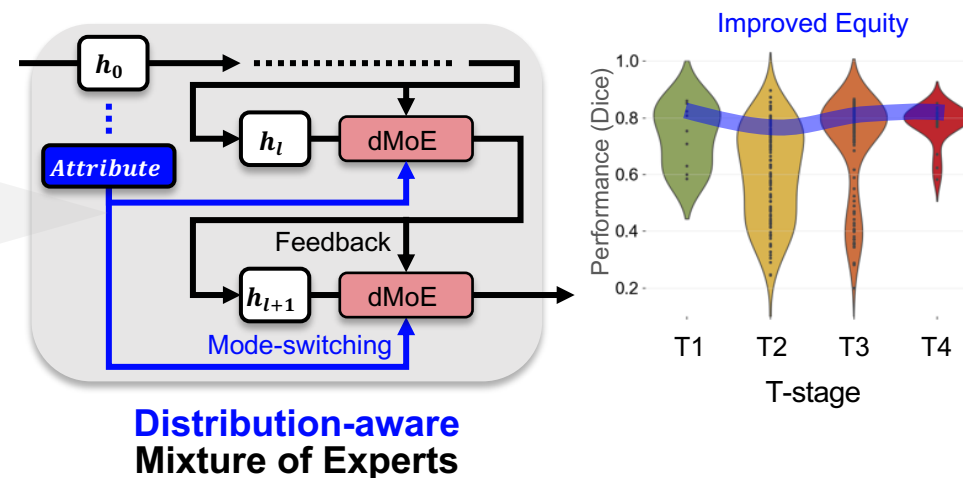 h₀
Attribute
hₗ
dMoE
Feedback
hₗ₊₁
dMoE
Mode-switching
Distribution-aware
Mixture of Experts
Improved Equity
Performance (Dice)
1.0
0.8
0.6
0.4
0.2
T1 T2 T3 T4
T-stage